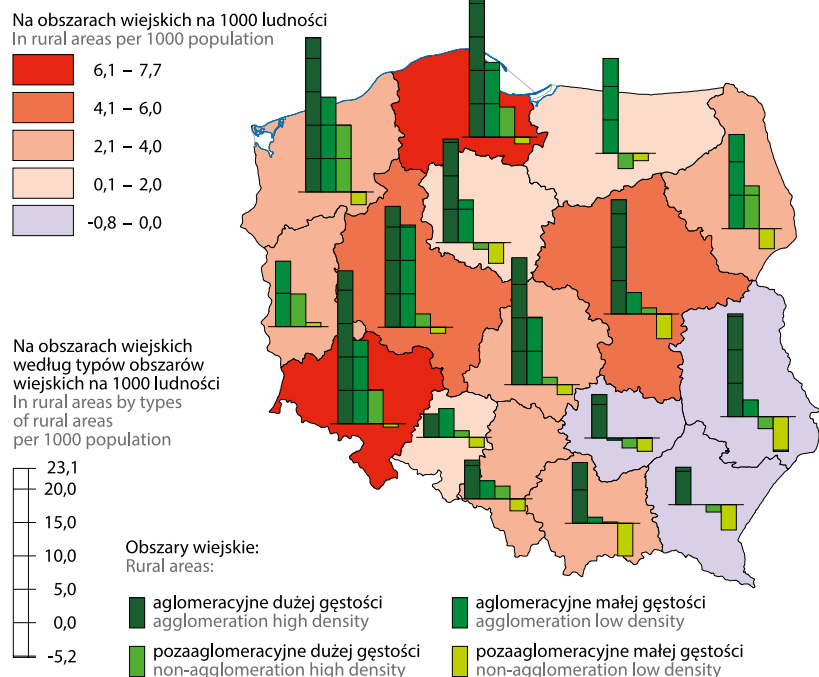 Na obszarach wiejskich na 1000 ludności
In rural areas per 1000 population
6,1 – 7,7
4,1 – 6,0
2,1 – 4,0
0,1 – 2,0
-0,8 – 0,0
Na obszarach wiejskich
według typów obszarów
wiejskich na 1000 ludności
In rural areas by types
of rural areas
per 1000 population
23,1
20,0
15,0
10,0
5,0
0,0
-5,2
Obszary wiejskie:
Rural areas:
aglomeracyjne dużej gęstości
agglomeration high density
aglomeracyjne małej gęstości
agglomeration low density
pozaaglomeracyjne dużej gęstości
non-agglomeration high density
pozaaglomeracyjne małej gęstości
non-agglomeration low density